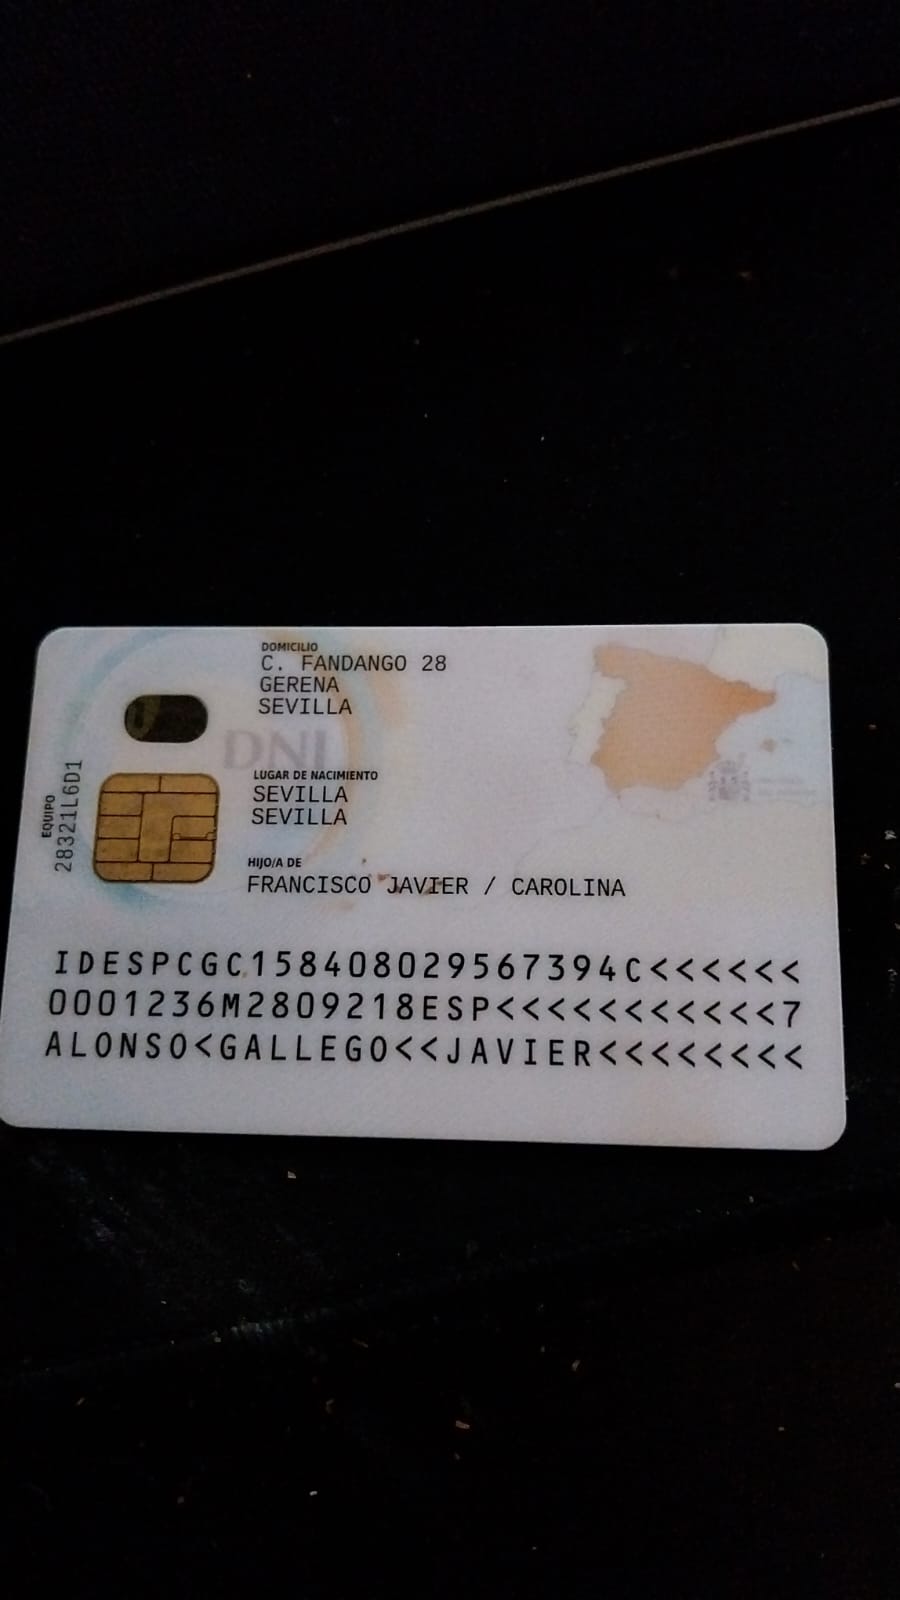 DOMICILIO
C. FANDANGO 28
GERENA
SEVILLA
DNI
LUGAR DE NACIMIENTO
SEVILLA
SEVILLA
EQUIPO
28321L6D1
HIJO/A DE
FRANCISCO JAVIER / CAROLINA
IDESPCGC158408029567394C<<<<<<
0001236M2809218ESP<<<<<<<<<<<7
ALONSO<GALLEGO<<JAVIER<<<<<<<<